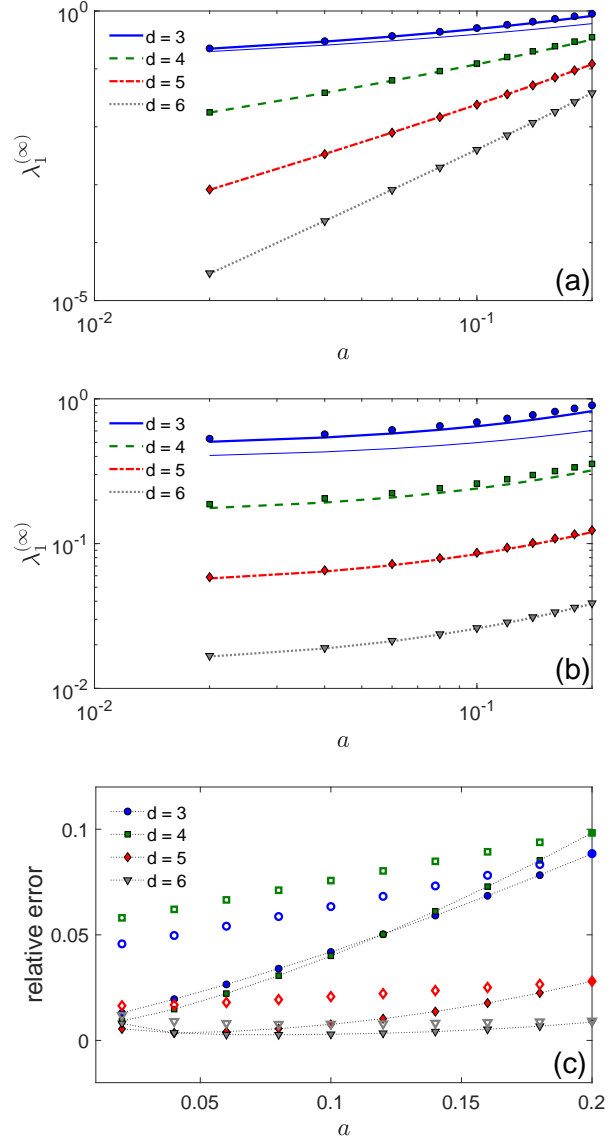 10^0
d = 3
d = 4
d = 5
d = 6
λ_1^(∞)
10^-5
10^-2
10^-1
(a)
a
10^0
d = 3
d = 4
d = 5
d = 6
λ_1^(∞)
10^-1
10^-2
10^-2
10^-1
(b)
a
d = 3
d = 4
d = 5
d = 6
0.1
0.05
0
relative error
0.05
0.1
0.15
0.2
(c)
a